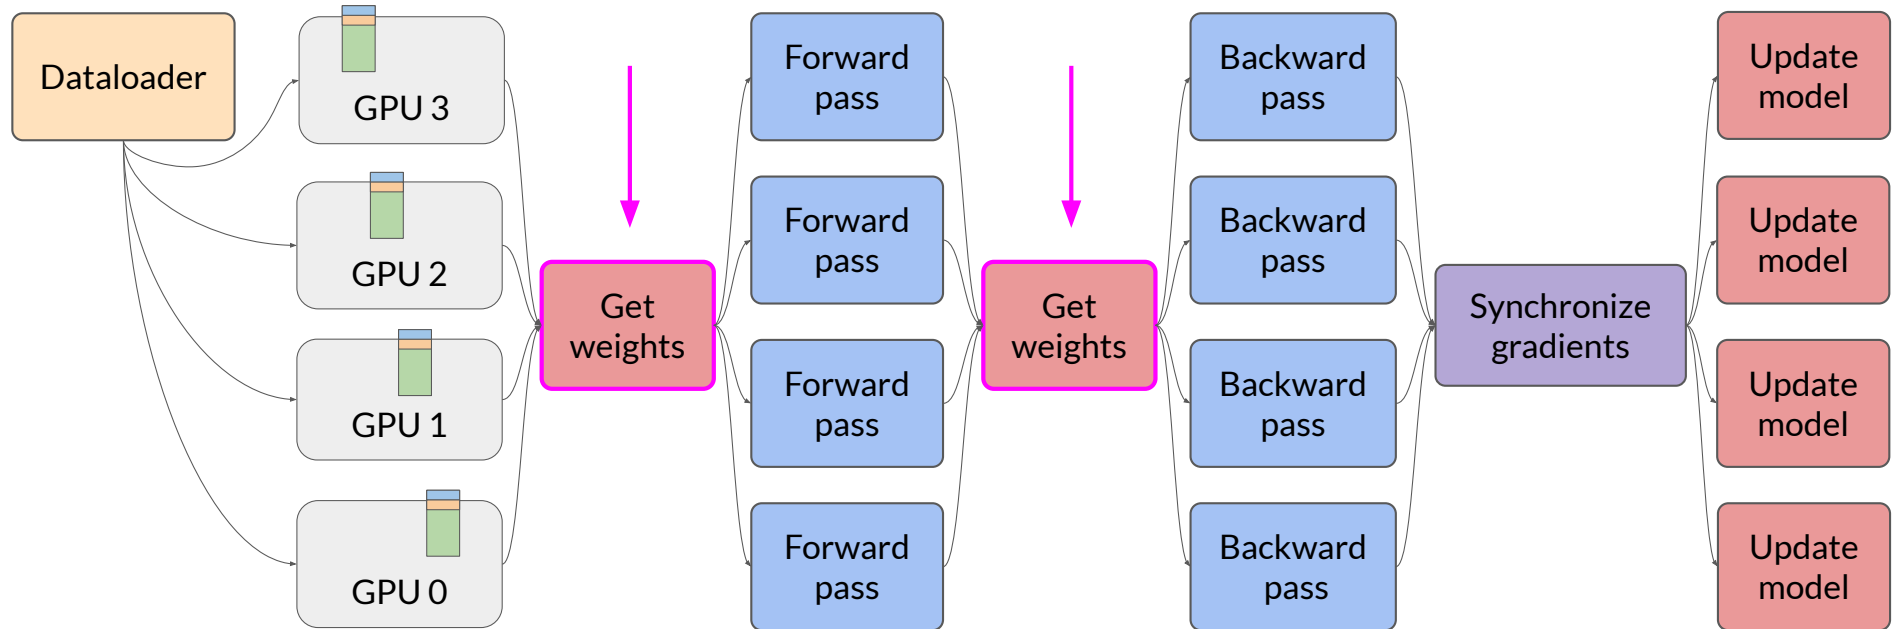 Dataloader
GPU 3
GPU 2
GPU 1
GPU 0
Get
weights
Forward
pass
Forward
pass
Forward
pass
Forward
pass
Get
weights
Backward
pass
Backward
pass
Backward
pass
Backward
pass
Synchronize
gradients
Update
model
Update
model
Update
model
Update
model